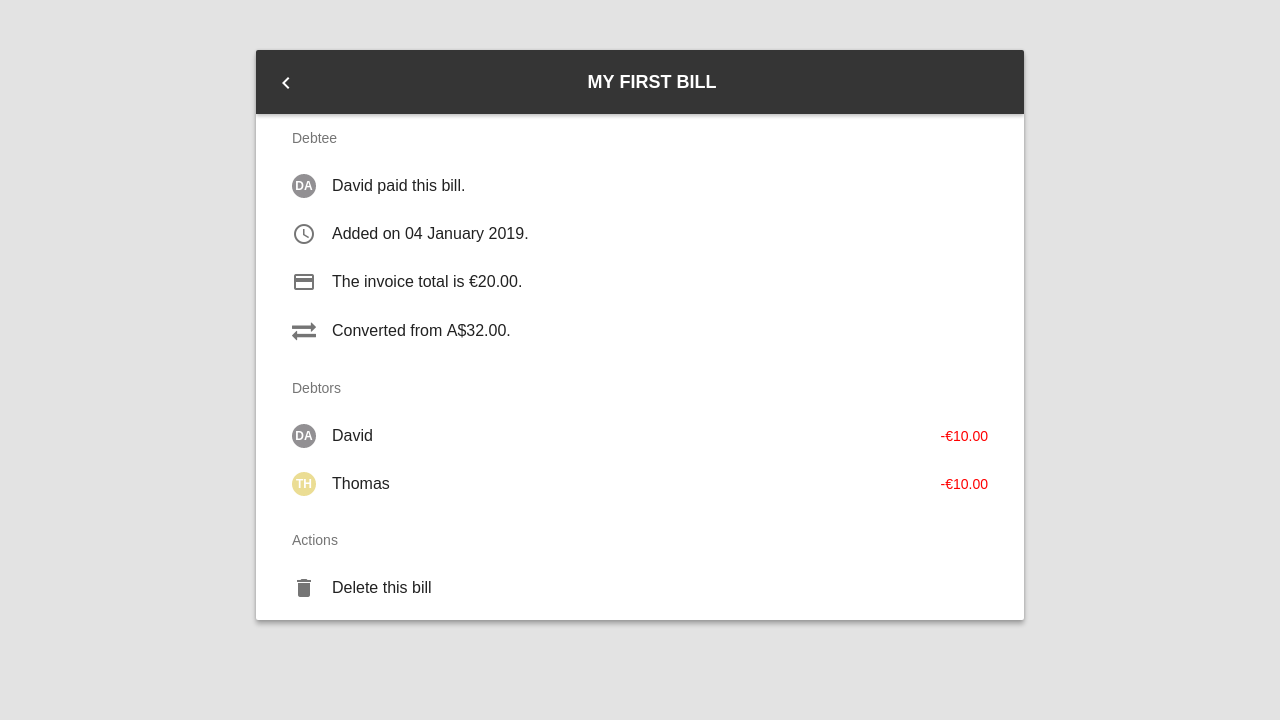 MY FIRST BILL
Debtee
DA David paid this bill.
Added on 04 January 2019.
The invoice total is €20.00.
Converted from A$32.00.
Debtors
DA David -€10.00
TH Thomas -€10.00
Actions
Delete this bill